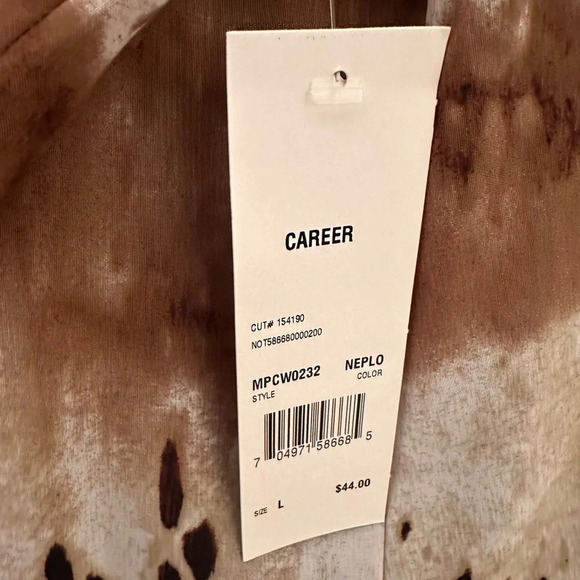 CAREER
CUT# 154190
NOT586680000200
MPCW0232 NEPLO
STYLE COLOR
7 04971 58668 5
SIZE L $44.00